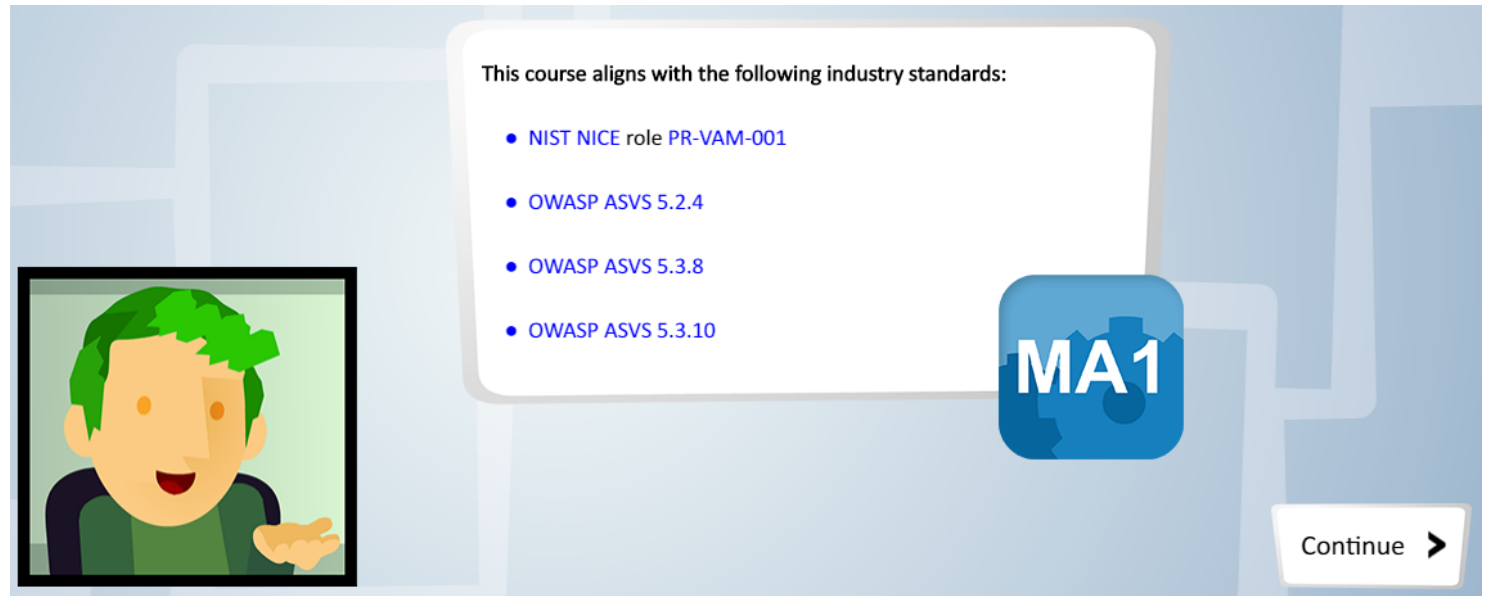 This course aligns with the following industry standards:
● NIST NICE role PR-VAM-001
● OWASP ASVS 5.2.4
● OWASP ASVS 5.3.8
● OWASP ASVS 5.3.10
MA1
Continue >